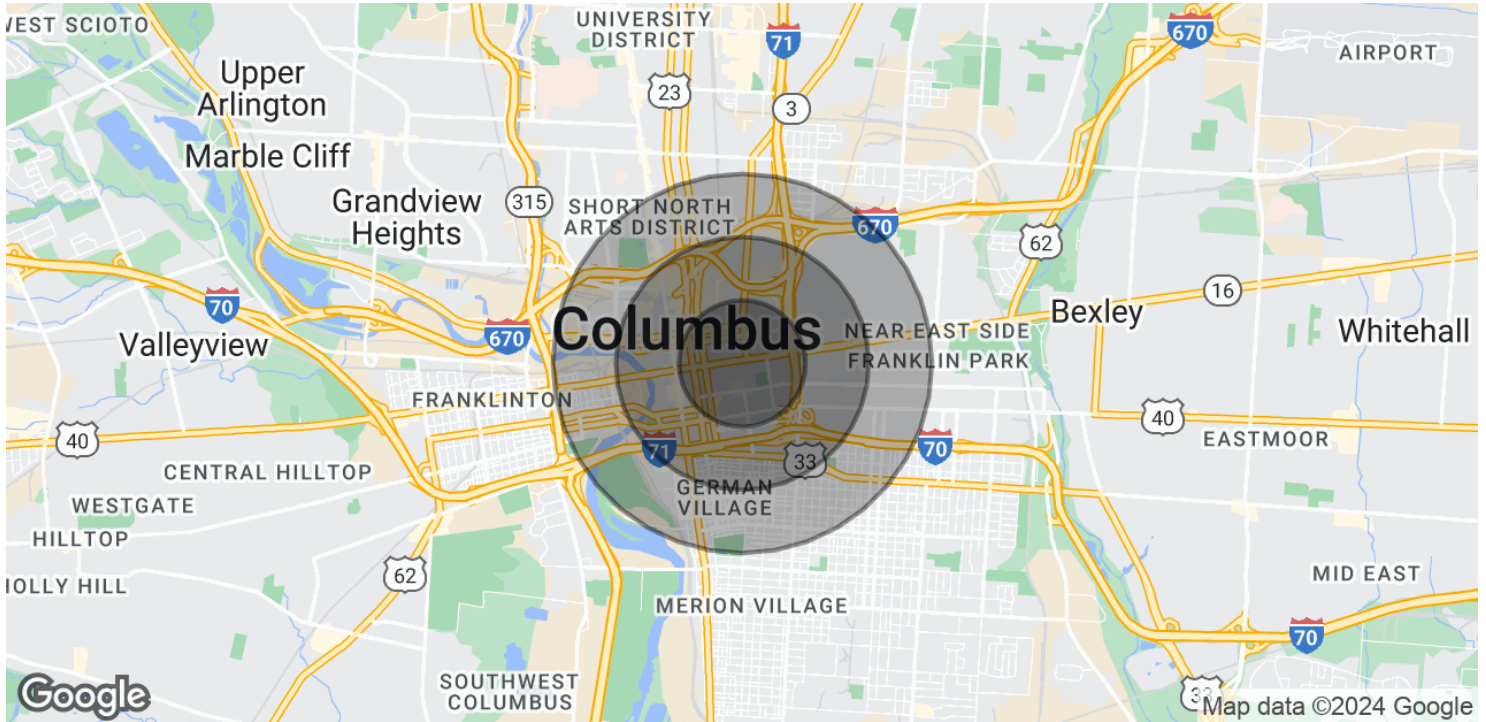 WEST SCIOTO
UNIVERSITY
DISTRICT
71
670
AIRPORT
Upper
Arlington
23
3
Marble Cliff
Grandview
Heights
315
SHORT NORTH
ARTS DISTRICT
670
62
70
16
Bexley
Columbus
NEAR EAST SIDE
Whitehall
670
Valleyview
FRANKLIN PARK
FRANKLINTON
40
40
EASTMOOR
71
33
70
CENTRAL HILLTOP
GERMAN
VILLAGE
WESTGATE
HILLTOP
62
MID EAST
HOLLY HILL
MERION VILLAGE
70
SOUTHWEST
COLUMBUS
33
Google
Map data ©2024 Google